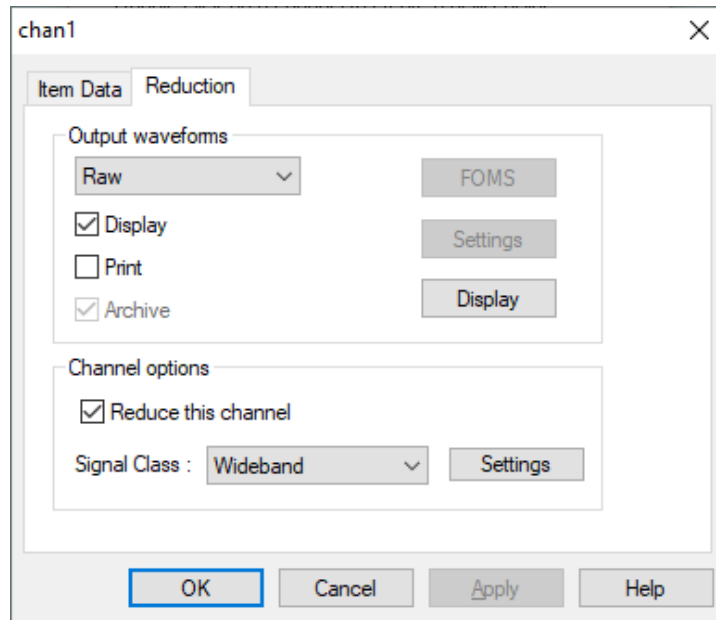 chan1
Item Data
Reduction
Output waveforms
Raw
FOMS
Display
Settings
Print
Display
Archive
Channel options
Reduce this channel
Signal Class : Wideband Settings
OK Cancel Apply Help